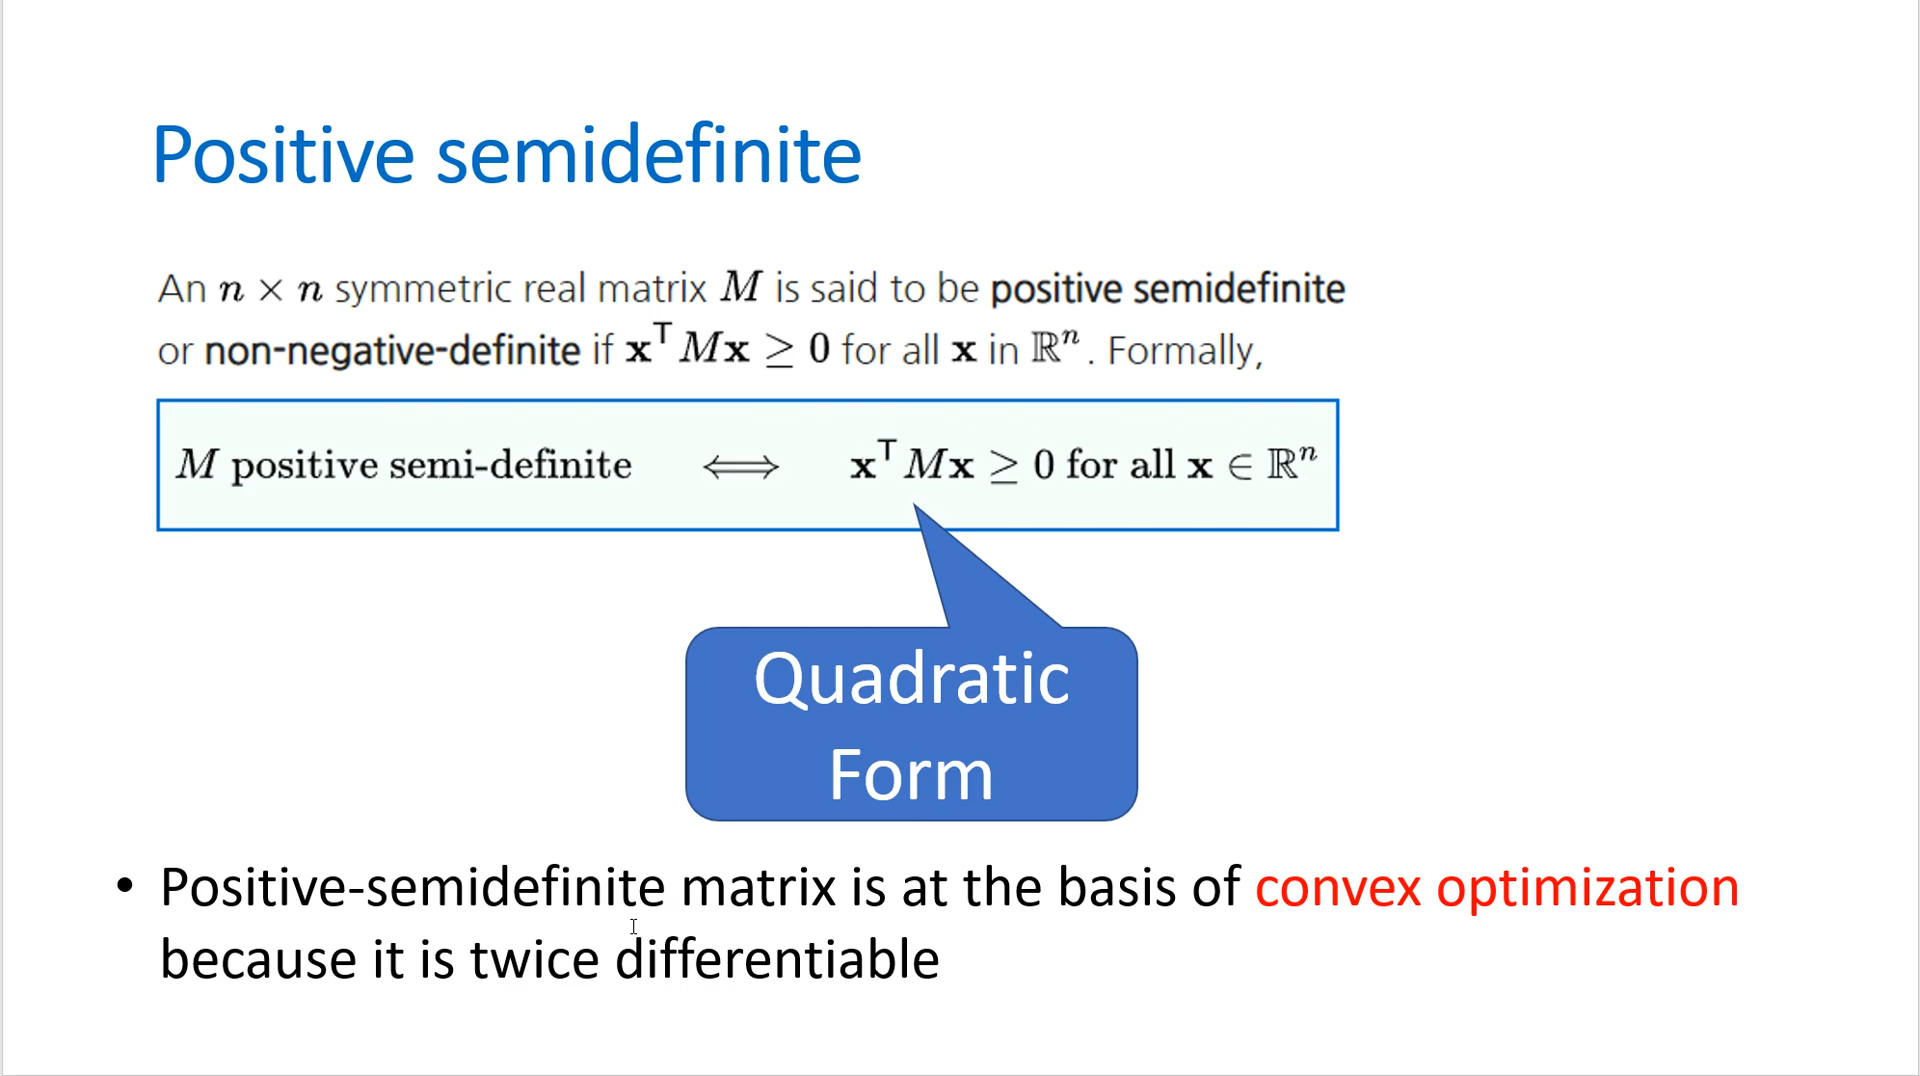 Positive semidefinite
An n × n symmetric real matrix M is said to be positive semidefinite
or non-negative-definite if x⊤Mx ≥ 0 for all x in ℝⁿ. Formally,
M positive semi-definite ⟺ x⊤Mx ≥ 0 for all x ∈ ℝⁿ
Quadratic
Form
• Positive-semidefinite matrix is at the basis of convex optimization
because it is twice differentiable